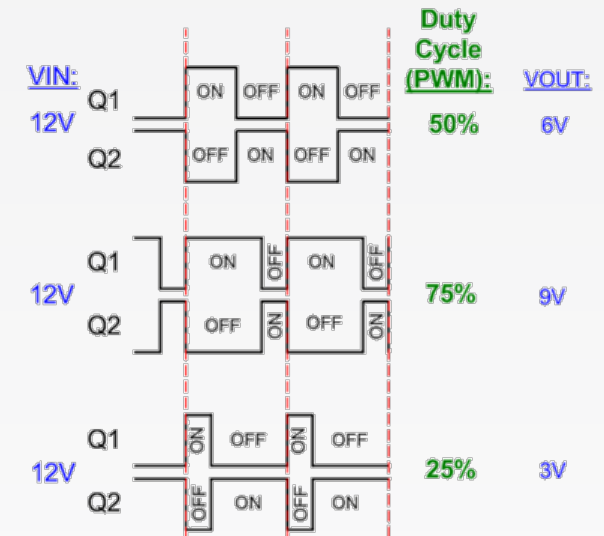 Duty
Cycle
VIN: (PWM): VOUT:
Q1 ON OFF ON OFF
12V 50% 6V
Q2 OFF ON OFF ON
Q1 ON OFF ON OFF
12V 75% 9V
Q2 OFF ON OFF ON
Q1 ON OFF ON OFF
12V 25% 3V
Q2 OFF ON OFF ON